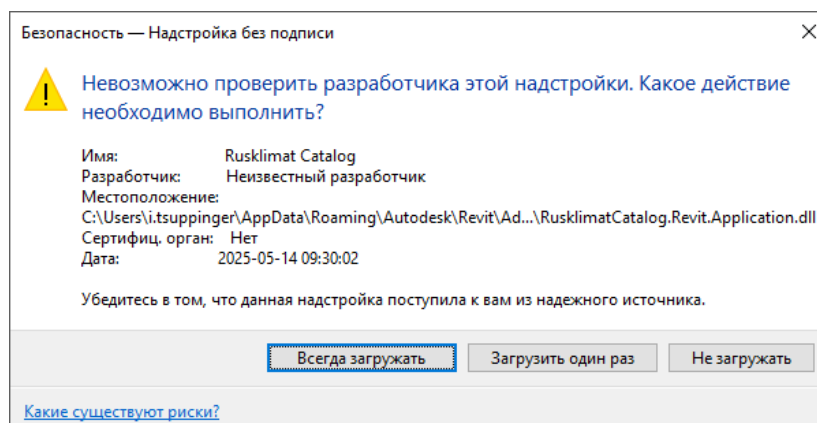 Безопасность — Надстройка без подписи
Невозможно проверить разработчика этой надстройки. Какое действие
необходимо выполнить?
Имя: Rusklimat Catalog
Разработчик: Неизвестный разработчик
Местоположение:
C:\Users\i.tsuppinger\AppData\Roaming\Autodesk\Revit\Ad...\RusklimatCatalog.Revit.Application.dll
Сертифиц. орган: Нет
Дата: 2025-05-14 09:30:02
Убедитесь в том, что данная надстройка поступила к вам из надежного источника.
Всегда загружать Загрузить один раз Не загружать
Какие существуют риски?